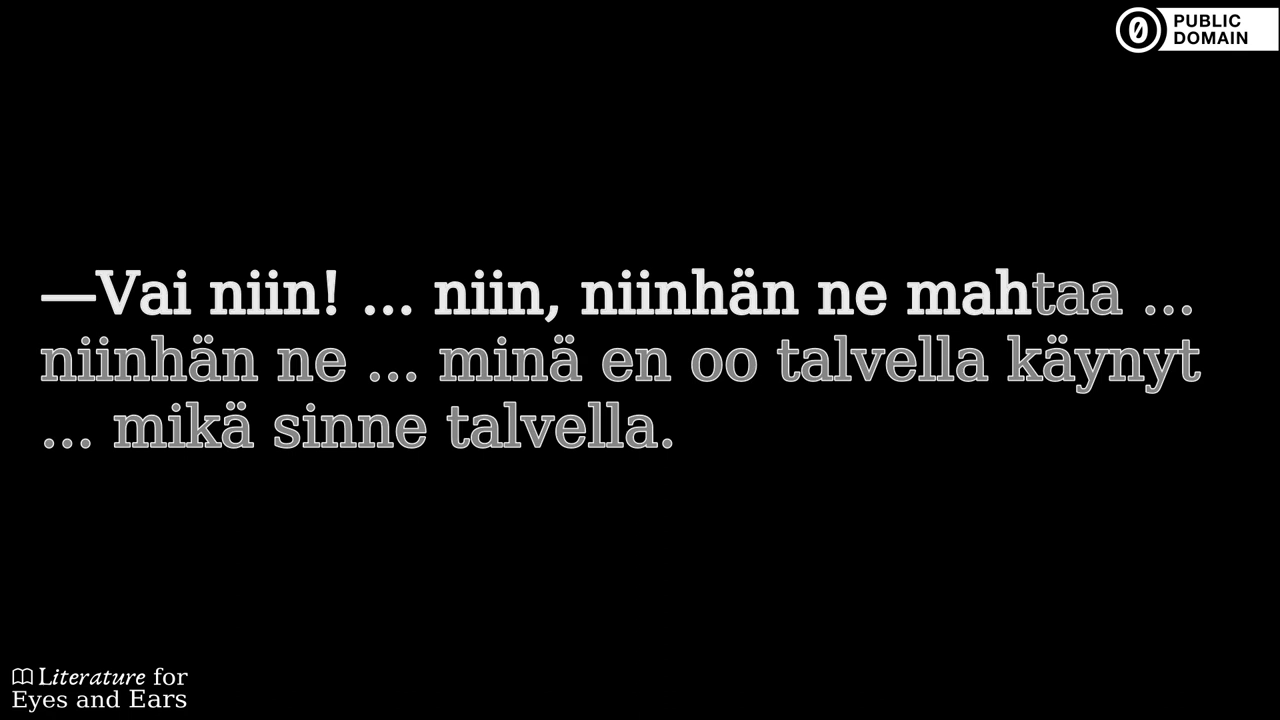 PUBLIC
DOMAIN
—Vai niin! ... niin, niinhän ne mahtaa ...
niinhän ne ... minä en oo talvella käynyt
... mikä sinne talvella.
Literature for
Eyes and Ears